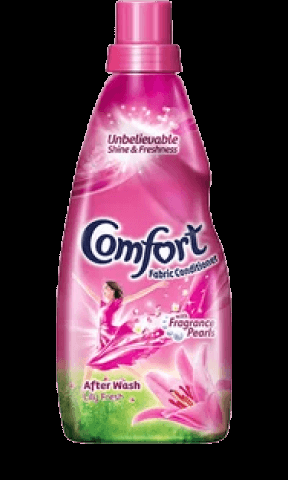 Unbelievable
Shine & Freshness
Comfort
Fabric Conditioner
with
Fragrance
Pearls
After Wash
Lily Fresh